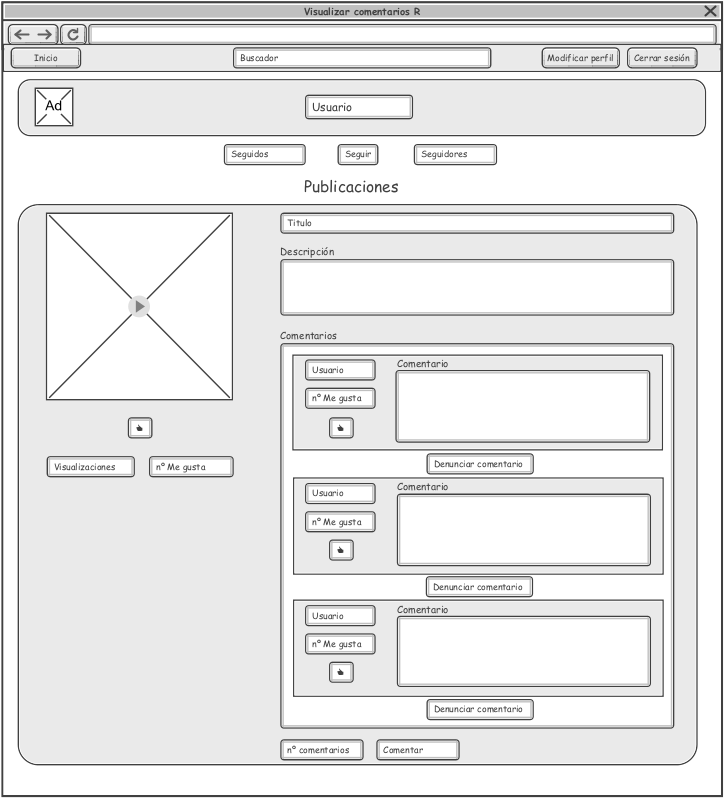 Visualizar comentarios R
Inicio
Buscador
Modificar perfil
Cerrar sesión
Ad
Usuario
Seguidos
Seguir
Seguidores
Publicaciones
Titulo
Descripción
Comentarios
Usuario
nº Me gusta
Comentario
Denunciar comentario
Visualizaciones
nº Me gusta
Usuario
nº Me gusta
Comentario
Denunciar comentario
Usuario
nº Me gusta
Comentario
Denunciar comentario
nº comentarios
Comentar